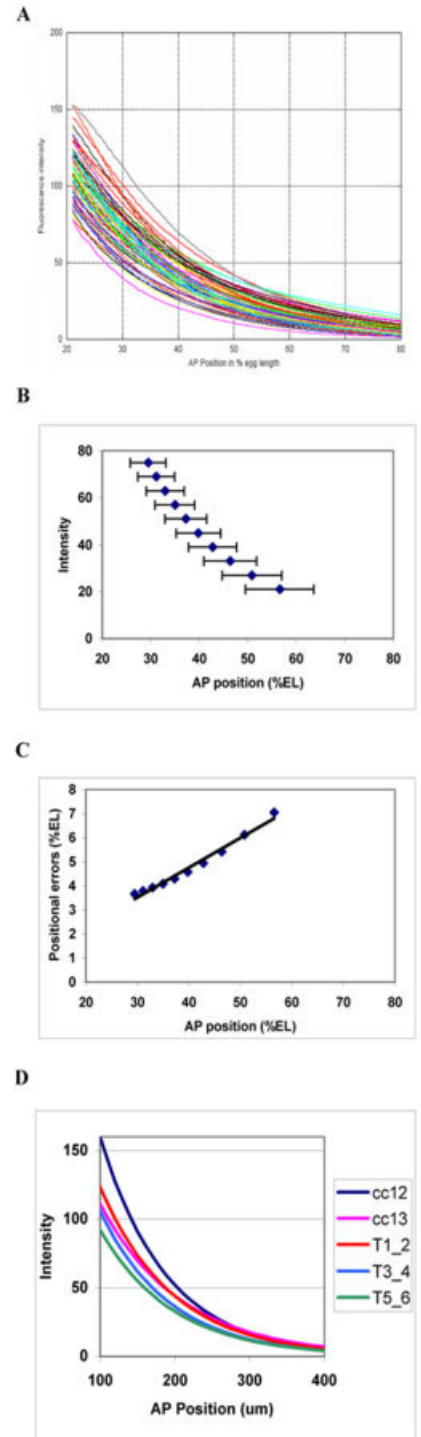 A
200
150
100
50
0
Fluorescence intensity
20 30 40 50 60 70 80
AP Position in % egg length
B
80
60
40
20
0
Intensity
20 30 40 50 60 70 80
AP position (%EL)
C
8
7
6
5
4
3
2
1
0
Positional errors (%EL)
20 30 40 50 60 70 80
AP position (%EL)
D
150
100
50
0
Intensity
100 200 300 400
AP Position (um)
cc12
cc13
T1_2
T3_4
T5_6